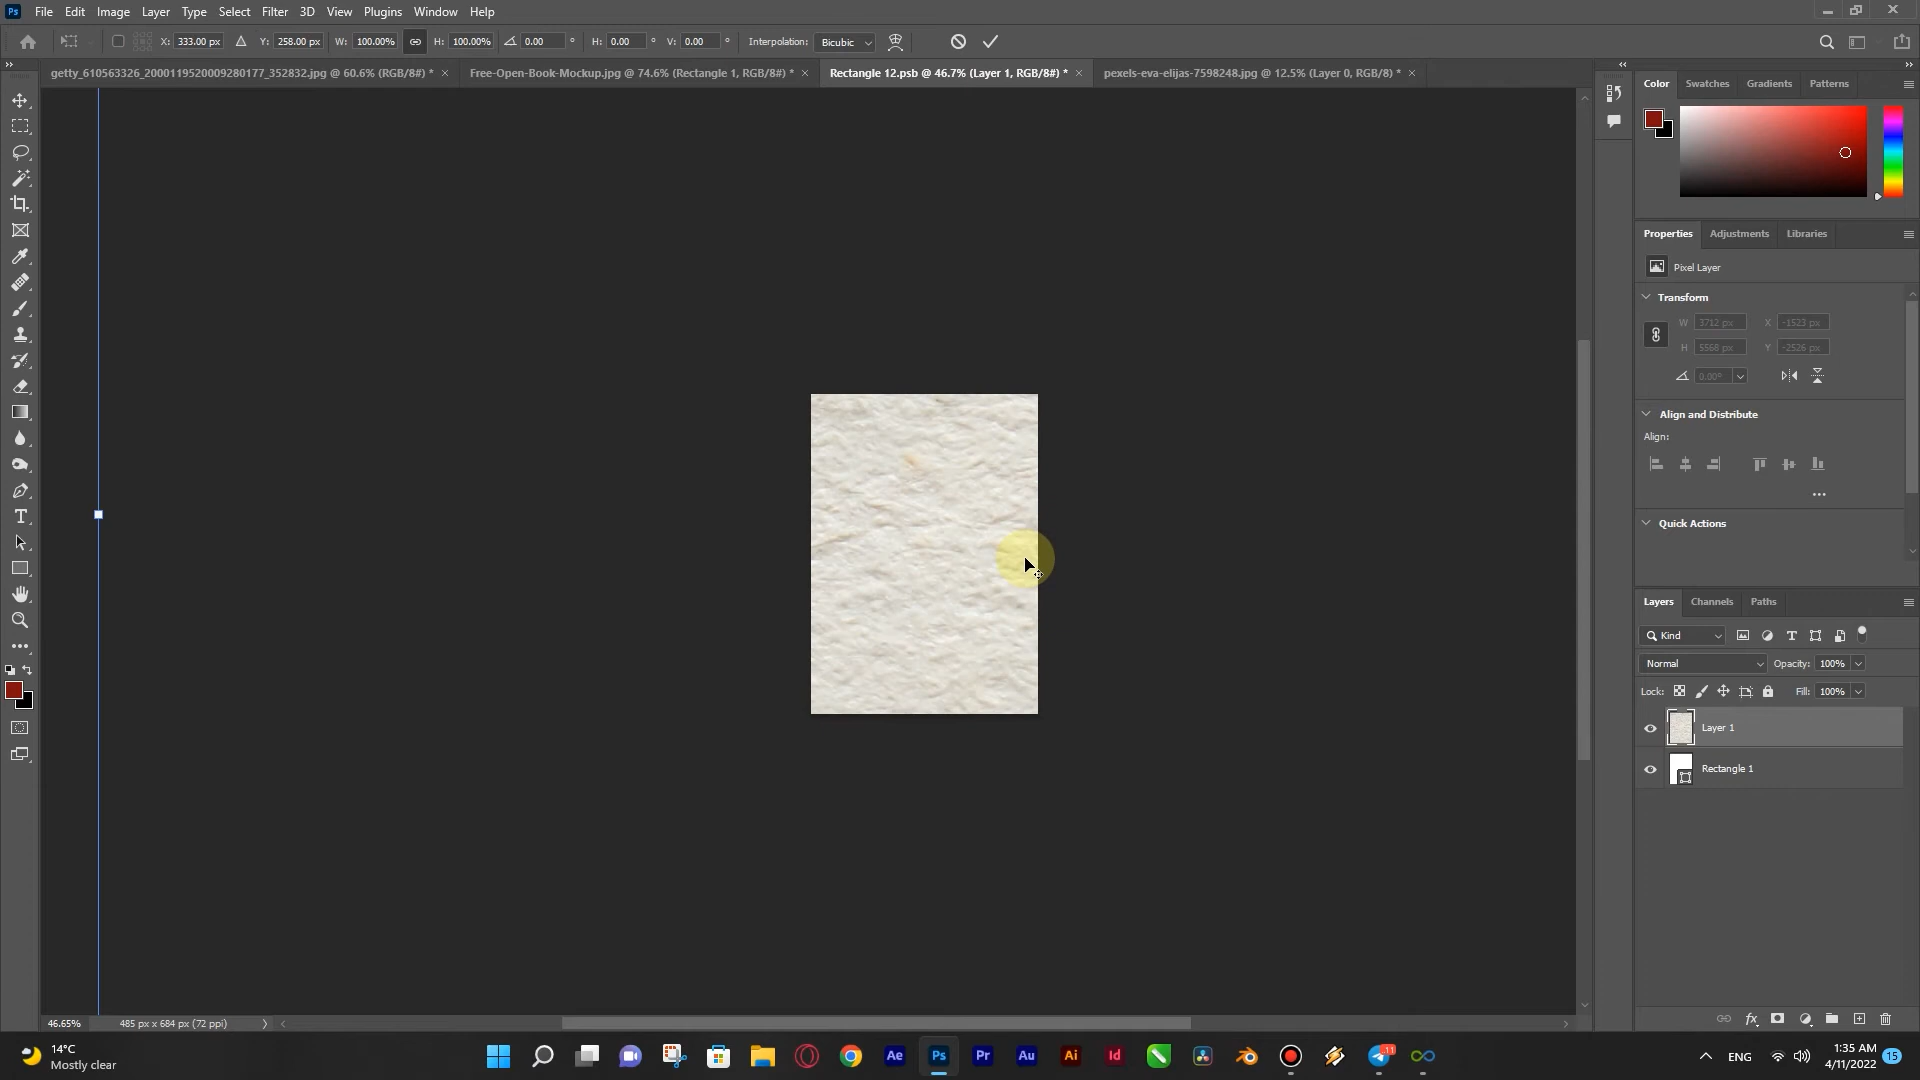 Ps File Edit Image Layer Type Select Filter 3D View Plugins Window Help
X: 333.00 px Y: 258.00 px W: 100.00% H: 100.00% 0.00 ° H: 0.00 ° V: 0.00 ° Interpolation: Bicubic
getty_610563326_2000119520009280177_352832.jpg @ 60.6% (RGB/8#) * × Free-Open-Book-Mockup.jpg @ 74.6% (Rectangle 1, RGB/8#) * × Rectangle 12.psb @ 46.7% (Layer 1, RGB/8#) * × pexels-eva-elijas-7598248.jpg @ 12.5% (Layer 0, RGB/8) * ×
Color Swatches Gradients Patterns
Properties Adjustments Libraries
Pixel Layer
Transform
W 3712 px X -1523 px
H 5568 px Y -2526 px
0.00°
Align and Distribute
Align:
Quick Actions
Layers Channels Paths
Kind
Normal Opacity: 100%
Lock: Fill: 100%
Layer 1
Rectangle 1
46.65% 485 px x 684 px (72 ppi)
14°C
Mostly clear
Ae Ps Pr Au Ai Id 11
ENG
1:35 AM
4/11/2022 15